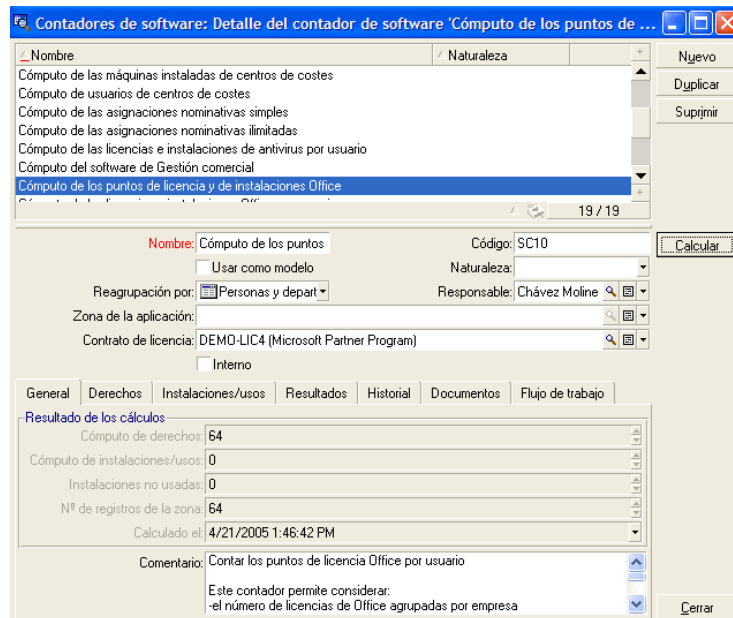 Contadores de software: Detalle del contador de software 'Cómputo de los puntos de ...
Nombre Naturaleza
Nuevo
Duplicar
Suprimir
Cómputo de las máquinas instaladas de centros de costes
Cómputo de usuarios de centros de costes
Cómputo de las asignaciones nominativas simples
Cómputo de las asignaciones nominativas ilimitadas
Cómputo de las licencias e instalaciones de antivirus por usuario
Cómputo del software de Gestión comercial
Cómputo de los puntos de licencia y de instalaciones Office
19 / 19
Nombre: Cómputo de los puntos Código: SC10
Calcular
Usar como modelo Naturaleza:
Reagrupación por: Personas y depart Responsable: Chávez Moline
Zona de la aplicación:
Contrato de licencia: DEMO-LIC4 (Microsoft Partner Program)
Interno
General Derechos Instalaciones/usos Resultados Historial Documentos Flujo de trabajo
Resultado de los cálculos
Cómputo de derechos: 64
Cómputo de instalaciones/usos: 0
Instalaciones no usadas: 0
Nº de registros de la zona: 64
Calculado el: 4/21/2005 1:46:42 PM
Comentario: Contar los puntos de licencia Office por usuario
Este contador permite considerar:
-el número de licencias de Office agrupadas por empresa
Cerrar